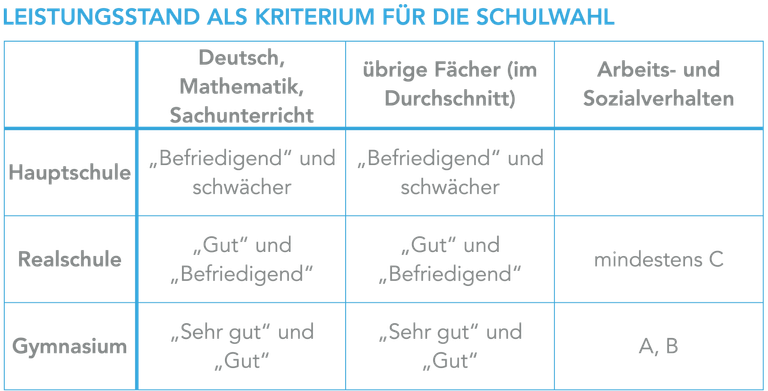 LEISTUNGSSTAND ALS KRITERIUM FÜR DIE SCHULWAHL
Deutsch,
Mathematik,
Sachunterricht
übrige Fächer (im
Durchschnitt)
Arbeits- und
Sozialverhalten
Hauptschule
„Befriedigend“ und
schwächer
„Befriedigend“ und
schwächer
Realschule
„Gut“ und
„Befriedigend“
„Gut“ und
„Befriedigend“
mindestens C
Gymnasium
„Sehr gut“ und
„Gut“
„Sehr gut“ und
„Gut“
A, B